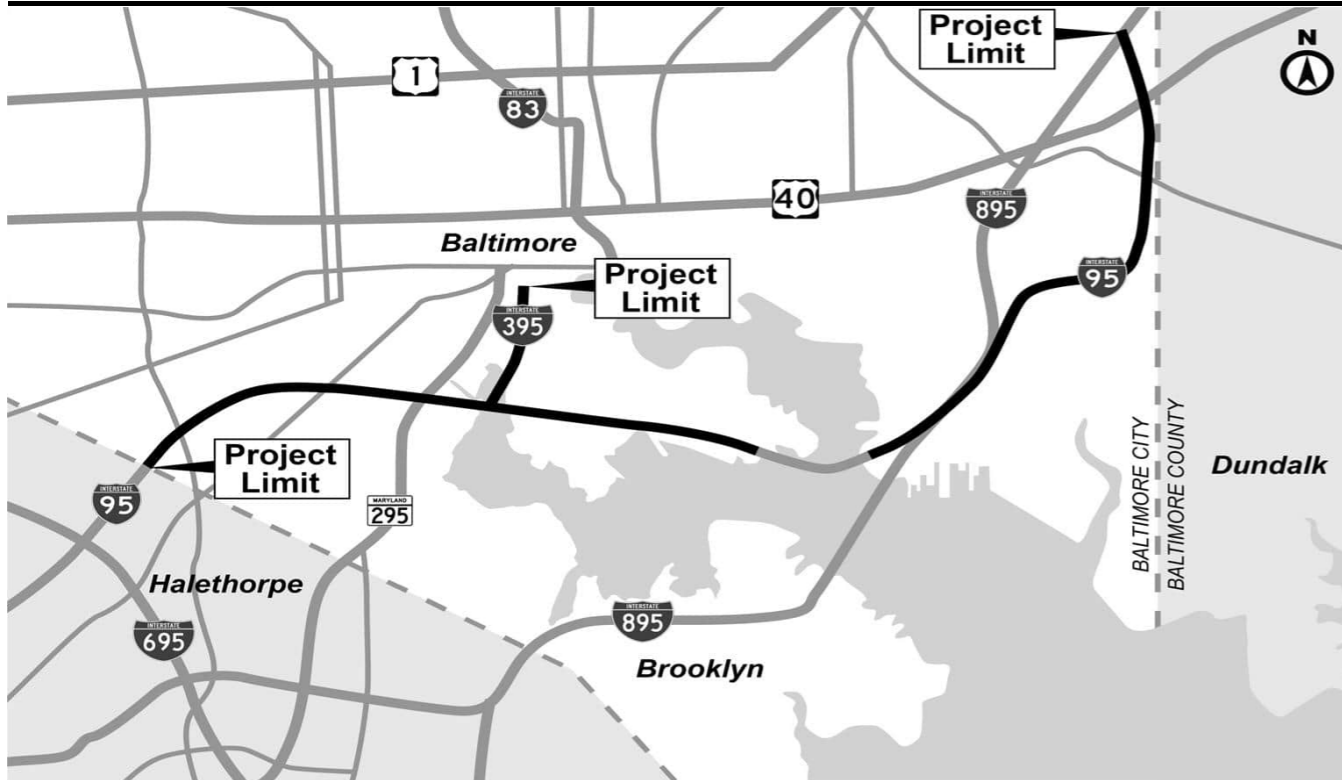 Project
Limit
N
1
INTERSTATE
83
40
INTERSTATE
895
Baltimore
INTERSTATE
95
Project
Limit
INTERSTATE
395
Project
Limit
INTERSTATE
95
MARYLAND
295
BALTIMORE CITY
BALTIMORE COUNTY
Dundalk
Halethorpe
INTERSTATE
695
INTERSTATE
895
Brooklyn